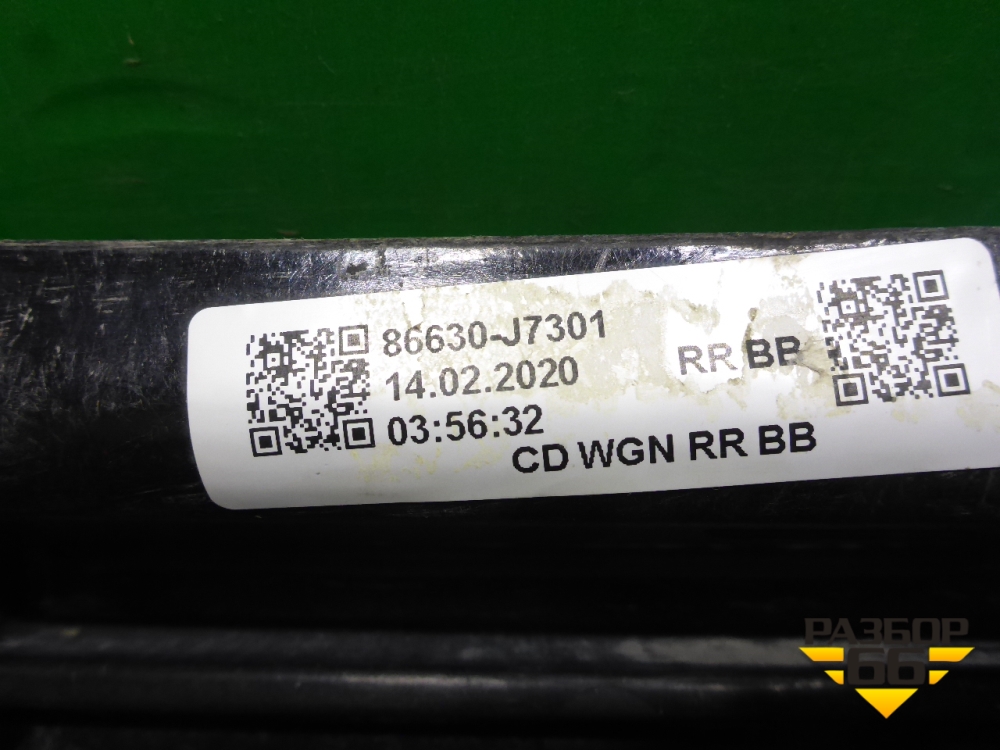 86630-J7301
14.02.2020
03:56:32
RR BB
CD WGN RR BB
РАЗБОР
66